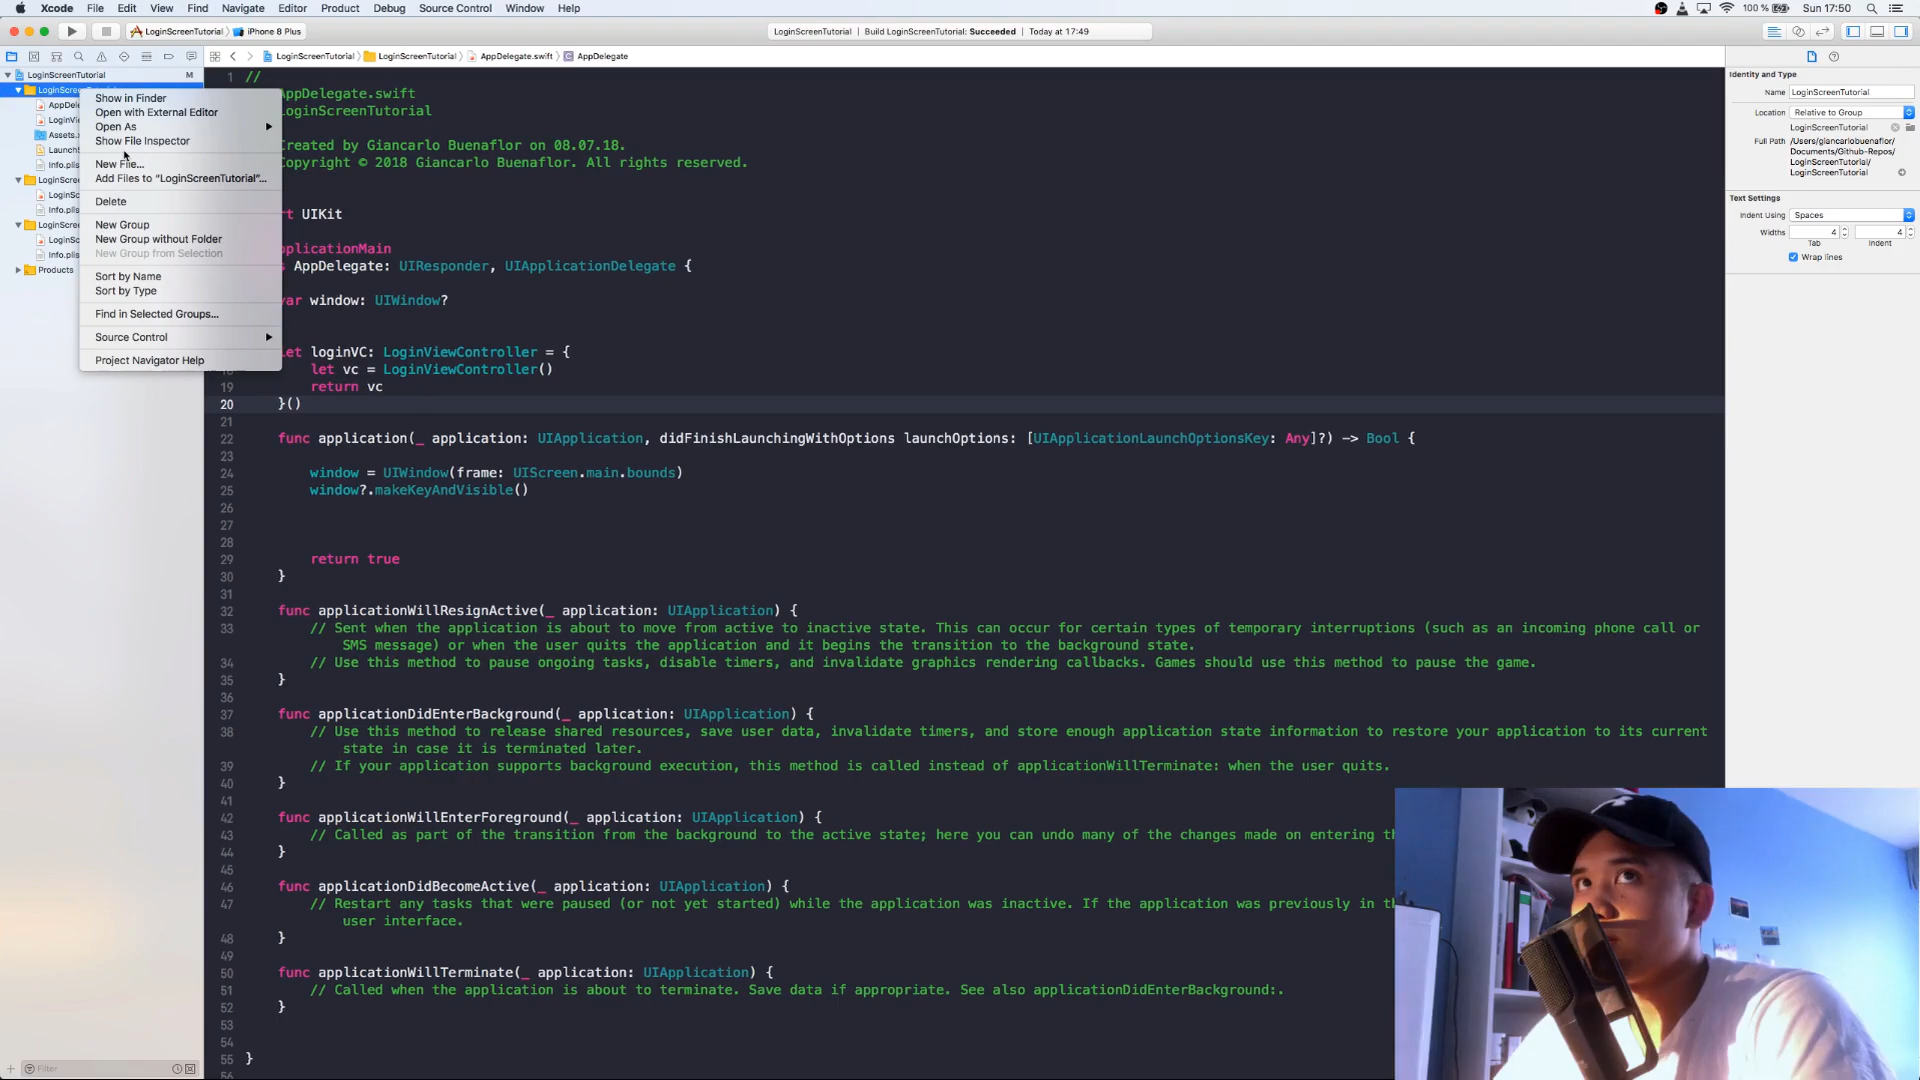 Xcode File Edit View Find Navigate Editor Product Debug Source Control Window Help 100 % Sun 17:50
LoginScreenTutorial iPhone 8 Plus LoginScreenTutorial | Build LoginScreenTutorial: Succeeded | Today at 17:49
LoginScreenTutorial LoginScreenTutorial AppDelegate.swift AppDelegate
LoginScreenTutorial M
Info.plis
Info.plis
Info.plis
Products
Filter
Show in Finder
Open with External Editor
Open As
Show File Inspector
New File...
Add Files to “LoginScreenTutorial”...
Delete
New Group
New Group without Folder
New Group from Selection
Sort by Name
Sort by Type
Find in Selected Groups...
Source Control
Project Navigator Help
1 //
AppDelegate.swift
LoginScreenTutorial
Created by Giancarlo Buenaflor on 08.07.18.
Copyright © 2018 Giancarlo Buenaflor. All rights reserved.
rt UIKit
pplicationMain
s AppDelegate: UIResponder, UIApplicationDelegate {
var window: UIWindow?
let loginVC: LoginViewController = {
let vc = LoginViewController()
19 return vc
20 }()
21
22 func application(_ application: UIApplication, didFinishLaunchingWithOptions launchOptions: [UIApplicationLaunchOptionsKey: Any]?) -> Bool {
23
24 window = UIWindow(frame: UIScreen.main.bounds)
25 window?.makeKeyAndVisible()
26
27
28
29 return true
30 }
31
32 func applicationWillResignActive(_ application: UIApplication) {
33 // Sent when the application is about to move from active to inactive state. This can occur for certain types of temporary interruptions (such as an incoming phone call or
SMS message) or when the user quits the application and it begins the transition to the background state.
34 // Use this method to pause ongoing tasks, disable timers, and invalidate graphics rendering callbacks. Games should use this method to pause the game.
35 }
36
37 func applicationDidEnterBackground(_ application: UIApplication) {
38 // Use this method to release shared resources, save user data, invalidate timers, and store enough application state information to restore your application to its current
state in case it is terminated later.
39 // If your application supports background execution, this method is called instead of applicationWillTerminate: when the user quits.
40 }
41
42 func applicationWillEnterForeground(_ application: UIApplication) {
43 // Called as part of the transition from the background to the active state; here you can undo many of the changes made on entering th
44 }
45
46 func applicationDidBecomeActive(_ application: UIApplication) {
47 // Restart any tasks that were paused (or not yet started) while the application was inactive. If the application was previously in th
user interface.
48 }
49
50 func applicationWillTerminate(_ application: UIApplication) {
51 // Called when the application is about to terminate. Save data if appropriate. See also applicationDidEnterBackground:.
52 }
53
54
55 }
56
Identity and Type
Name LoginScreenTutorial
Location Relative to Group
LoginScreenTutorial
Full Path /Users/giancarlobuenaflor/
Documents/Github-Repos/
LoginScreenTutorial/
LoginScreenTutorial
Text Settings
Indent Using Spaces
Widths 4 4
Tab Indent
Wrap lines